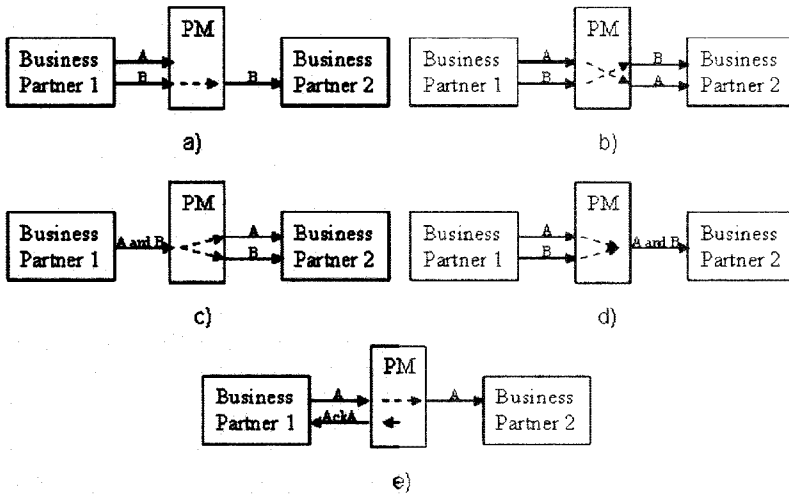 PM
Business
Partner 1
A
B
B
Business
Partner 2
a)
PM
Business
Partner 1
A
B
B
A
Business
Partner 2
b)
PM
Business
Partner 1
A and B
A
B
Business
Partner 2
c)
PM
Business
Partner 1
A
B
A and B
Business
Partner 2
d)
PM
Business
Partner 1
A
AckA
A
Business
Partner 2
e)